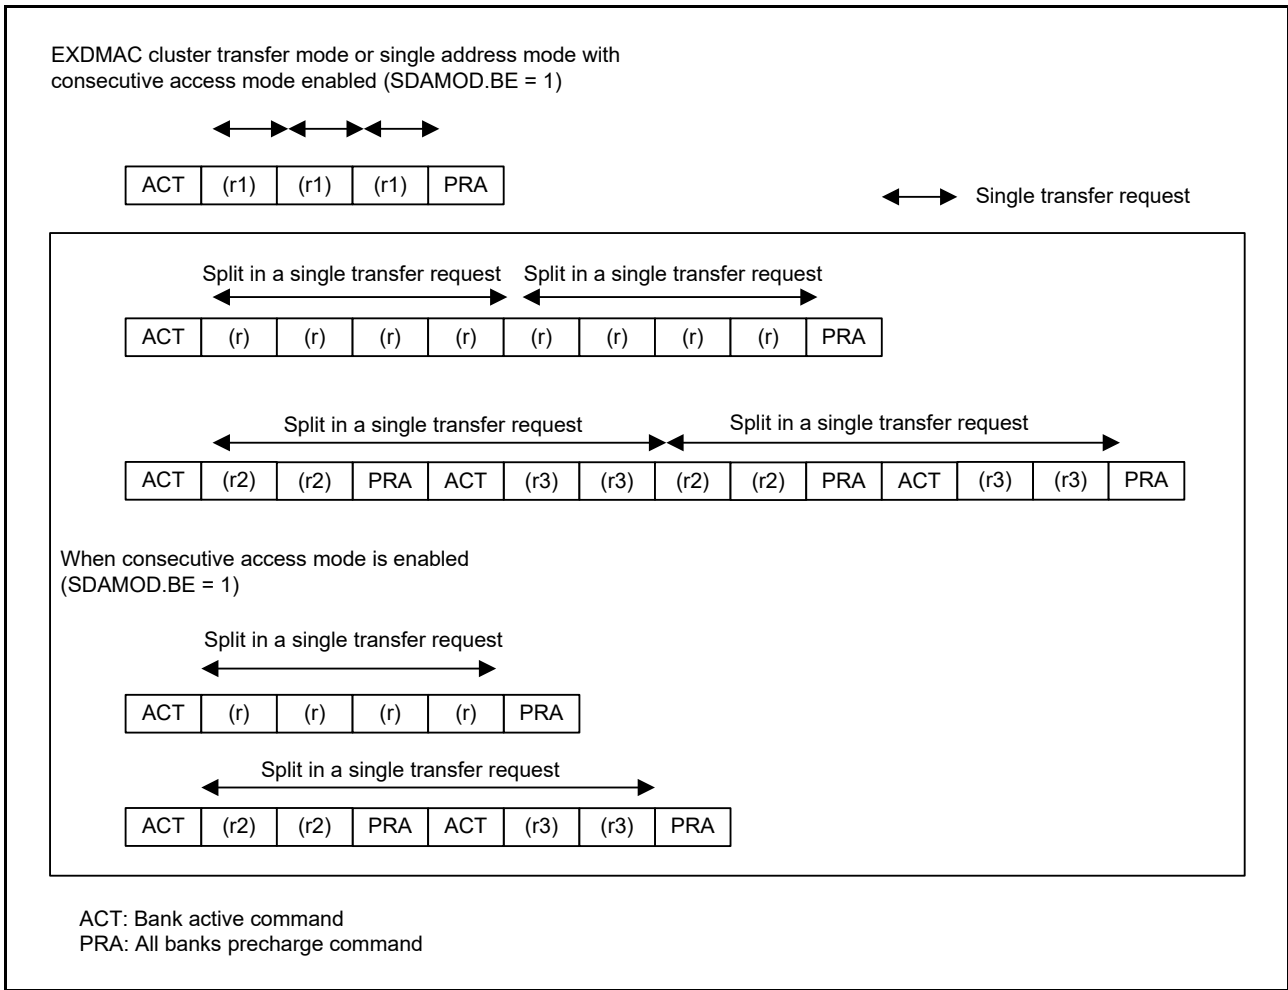 EXDMAC cluster transfer mode or single address mode with
consecutive access mode enabled (SDAMOD.BE = 1)
ACT (r1) (r1) (r1) PRA
Single transfer request
Split in a single transfer request Split in a single transfer request
ACT (r) (r) (r) (r) (r) (r) (r) (r) PRA
Split in a single transfer request Split in a single transfer request
ACT (r2) (r2) PRA ACT (r3) (r3) (r2) (r2) PRA ACT (r3) (r3) PRA
When consecutive access mode is enabled
(SDAMOD.BE = 1)
Split in a single transfer request
ACT (r) (r) (r) (r) PRA
Split in a single transfer request
ACT (r2) (r2) PRA ACT (r3) (r3) PRA
ACT: Bank active command
PRA: All banks precharge command